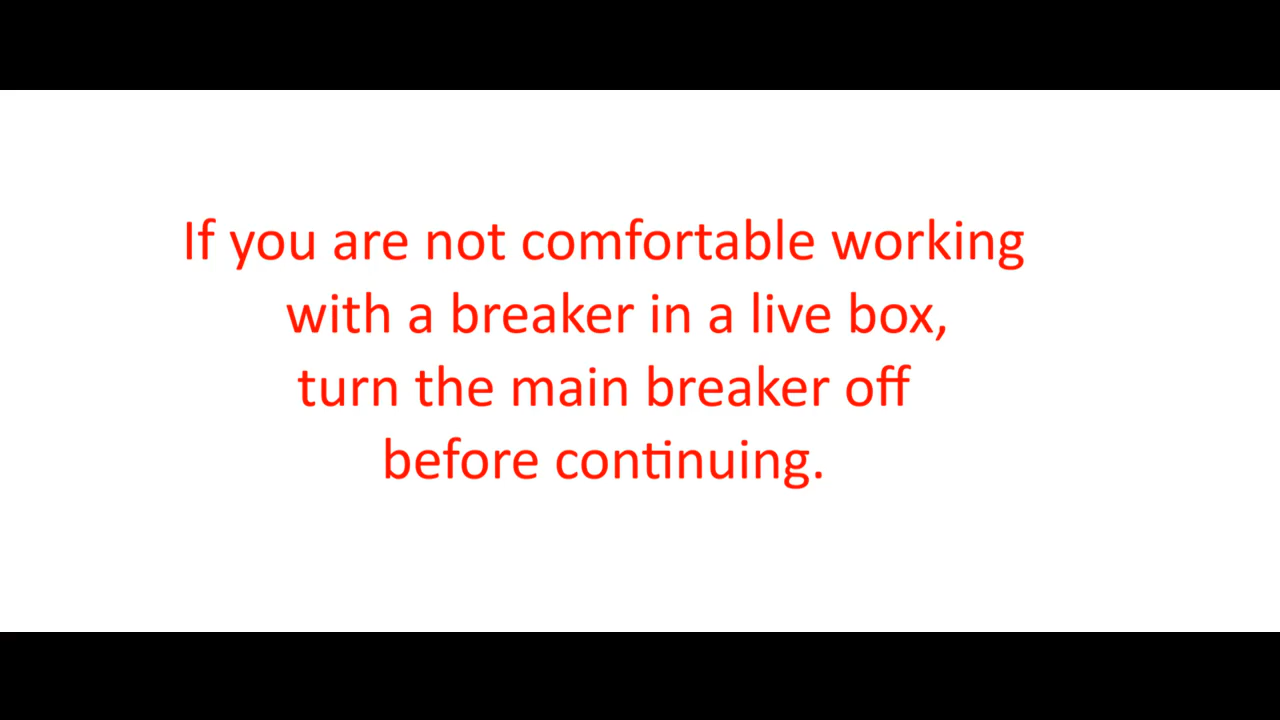 If you are not comfortable working
with a breaker in a live box,
turn the main breaker off
before continuing.